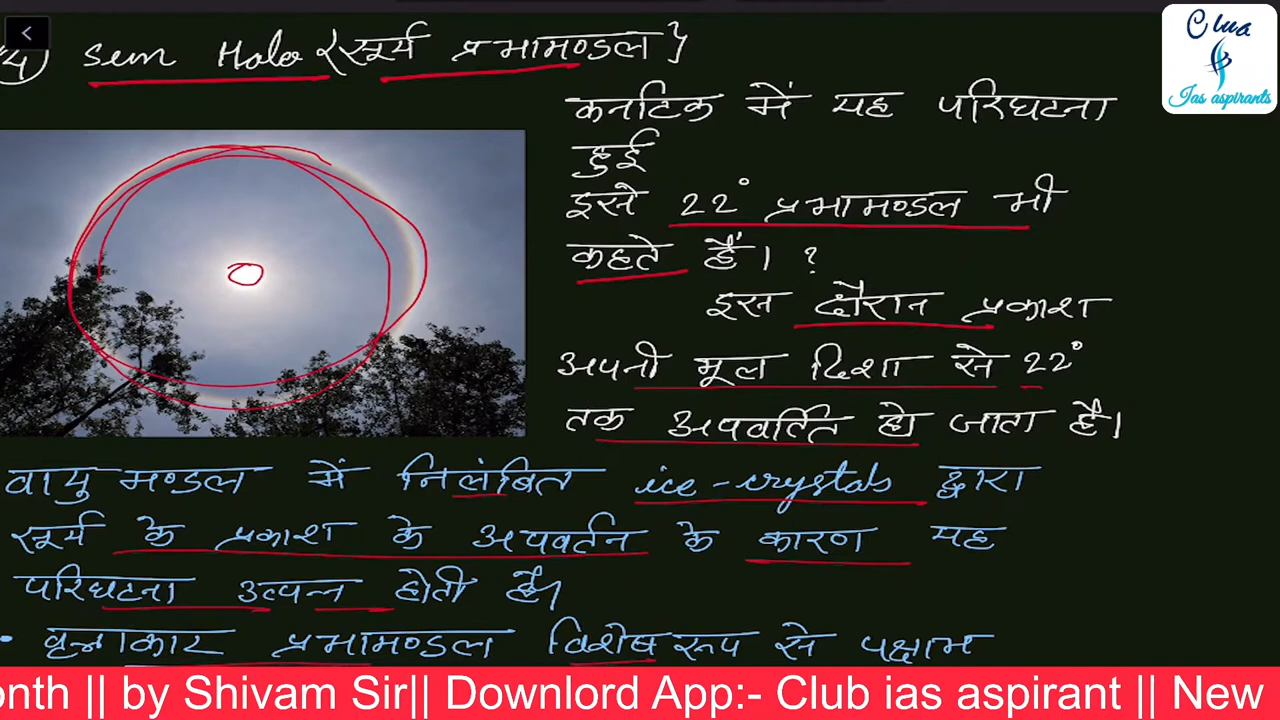 4) Sun Halo {सूर्य प्रभामण्डल}
Clua
Ias aspirants
कर्नाटक में यह परिघटना
हुई
इसे 22° प्रभामण्डल भी
कहते हैं। ?
इस दौरान प्रकाश
अपनी मूल दिशा से 22°
तक अपवर्तित हो जाता है।
वायुमण्डल में निलंबित ice-crystals द्वारा
सूर्य के प्रकाश के अपवर्तन के कारण यह
परिघटना उत्पन्न होती है।
• वृत्ताकार प्रभामण्डल विशेष रूप से पक्षाभ
onth || by Shivam Sir|| Downlord App:- Club ias aspirant || New